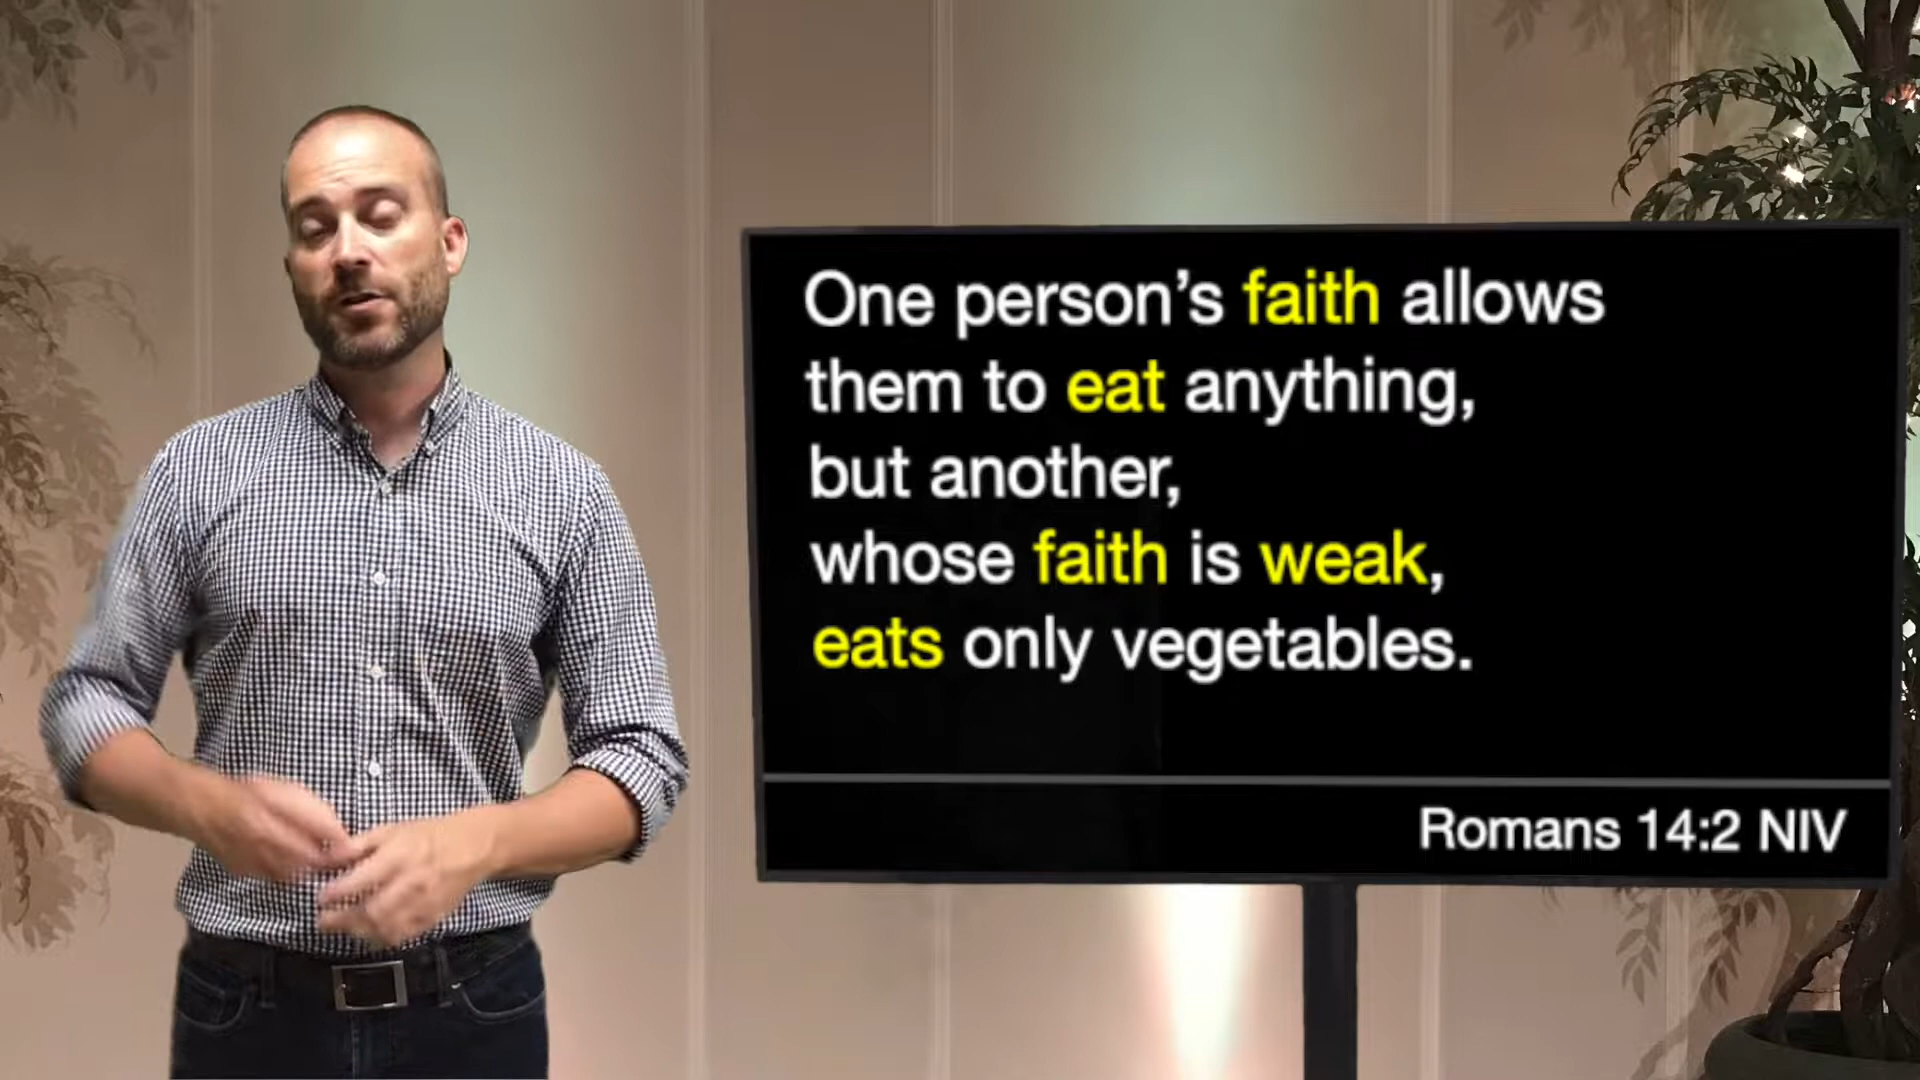 One person’s faith allows
them to eat anything,
but another,
whose faith is weak,
eats only vegetables.
Romans 14:2 NIV